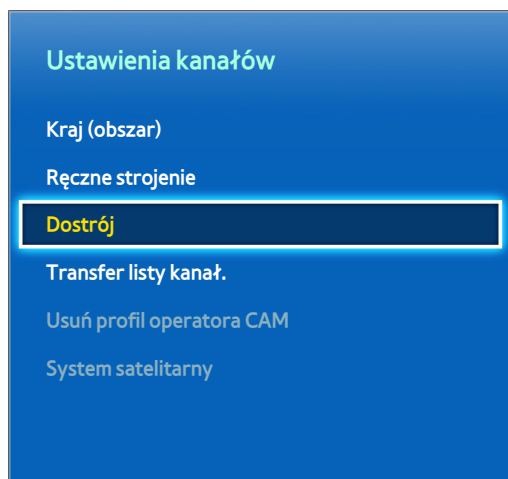 Ustawienia kanałów
Kraj (obszar)
Ręczne strojenie
Dostrój
Transfer listy kanał.
Usuń profil operatora CAM
System satelitarny